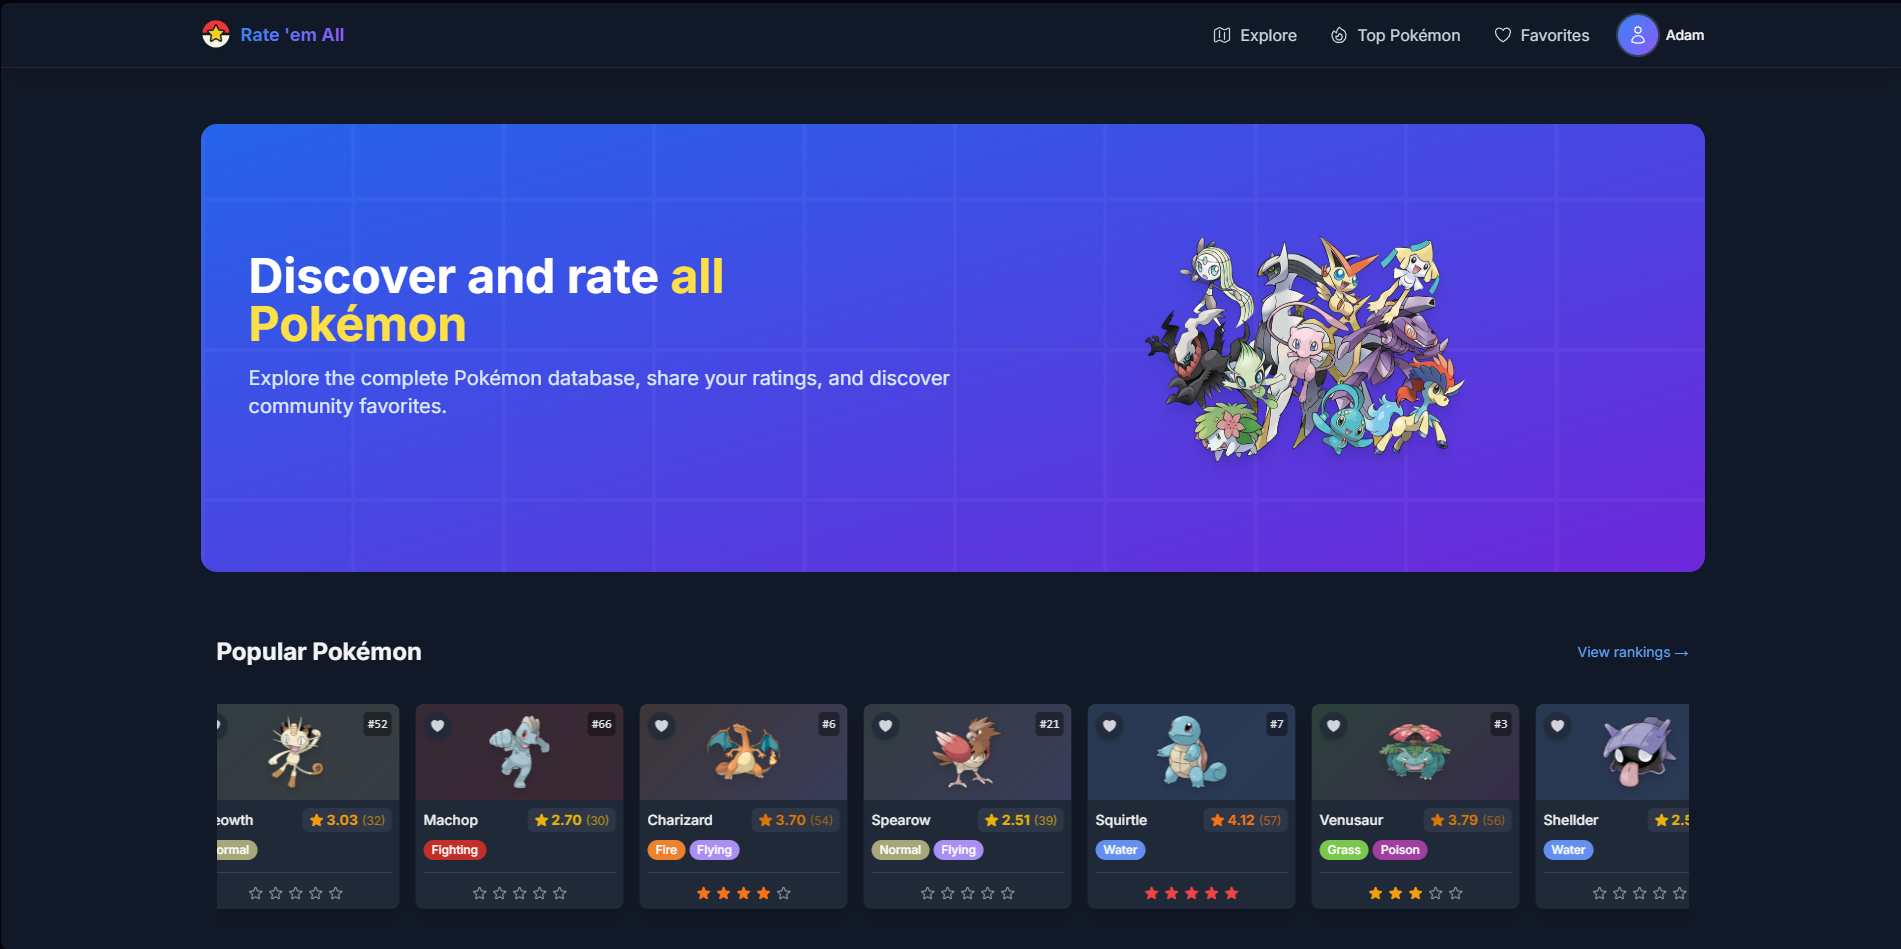 Rate 'em All
Explore
Top Pokémon
Favorites
Adam
Discover and rate all
Pokémon
Explore the complete Pokémon database, share your ratings, and discover
community favorites.
Popular Pokémon
View rankings →
#52
eowth
3.03 (32)
ormal
#66
Machop
2.70 (30)
Fighting
#6
Charizard
3.70 (54)
Fire
Flying
#21
Spearow
2.51 (39)
Normal
Flying
#7
Squirtle
4.12 (57)
Water
#3
Venusaur
3.79 (56)
Grass
Poison
Shellder
Water